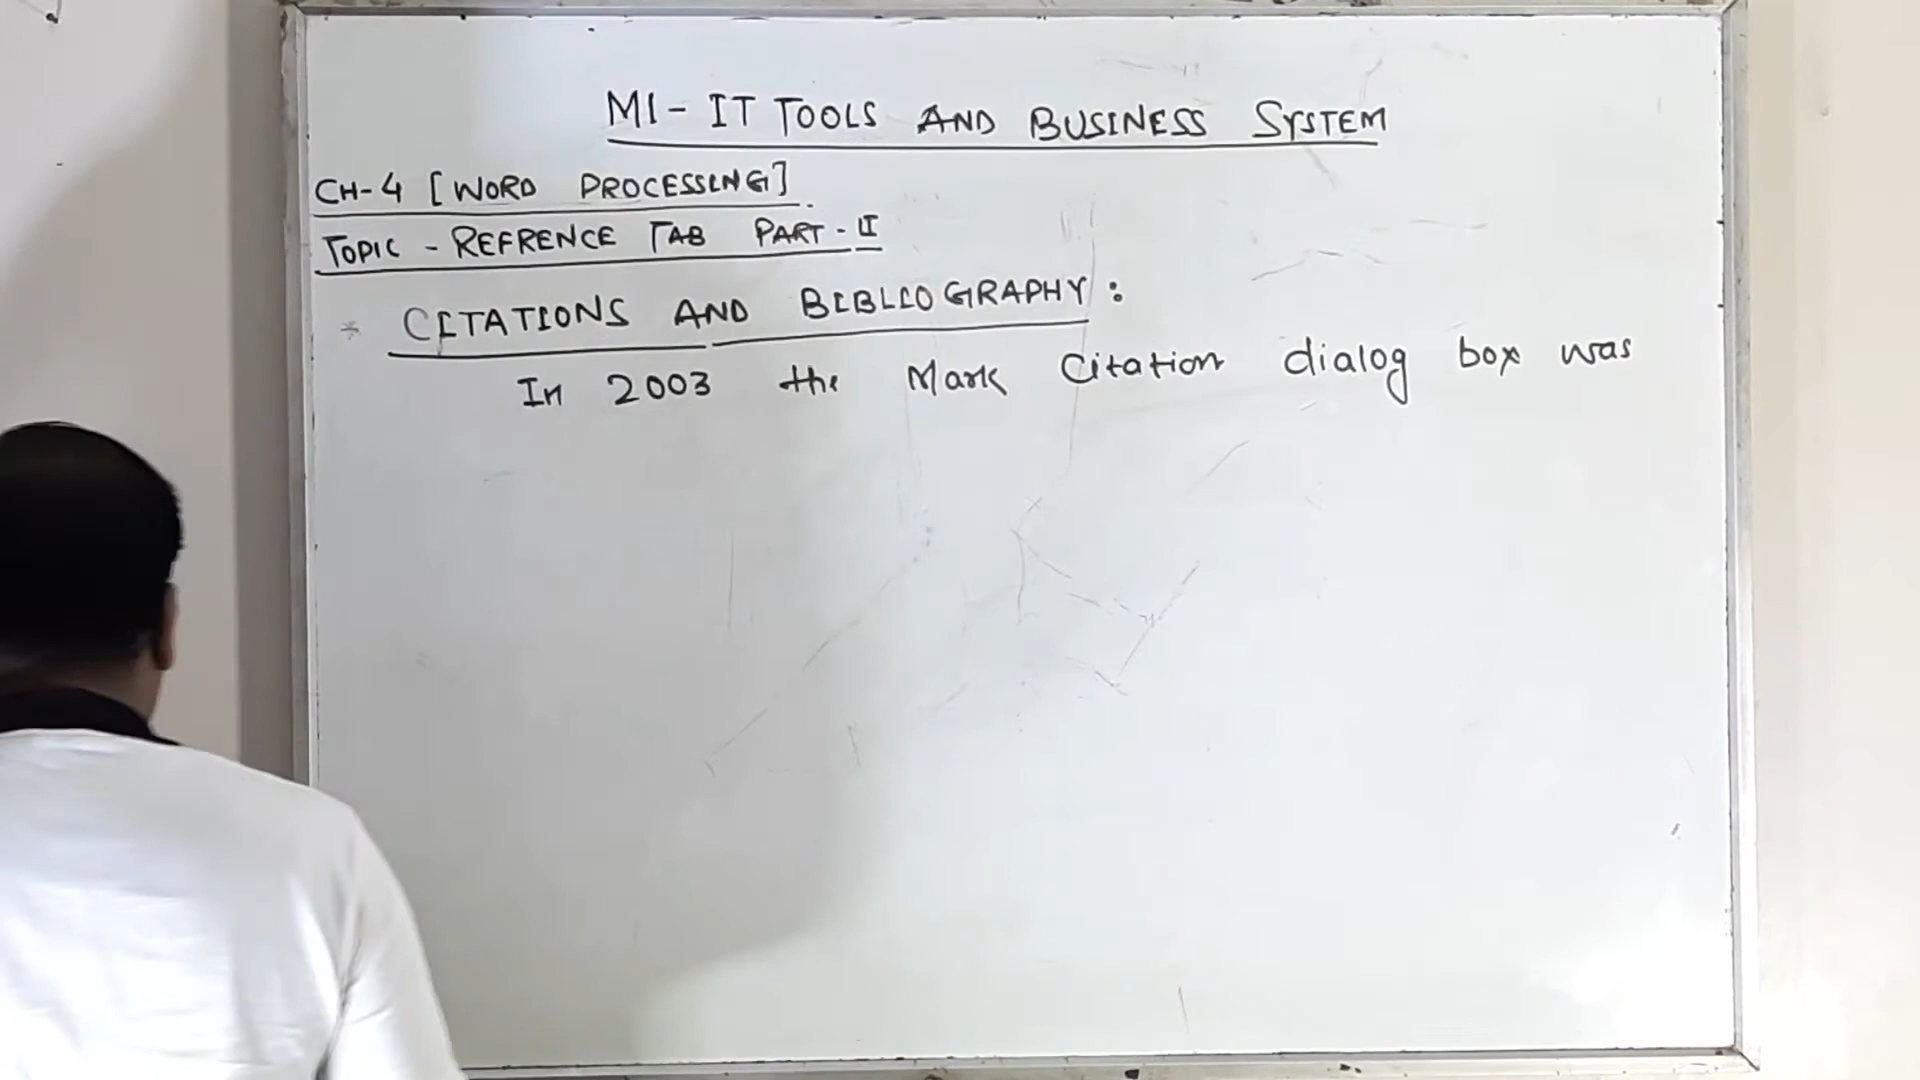 M1- IT TOOLS AND BUSINESS SYSTEM
CH-4 [WORD PROCESSING]
TOPIC - REFRENCE TAB PART-II
* CITATIONS AND BIBLIOGRAPHY :
In 2003 the Mark Citation dialog box was